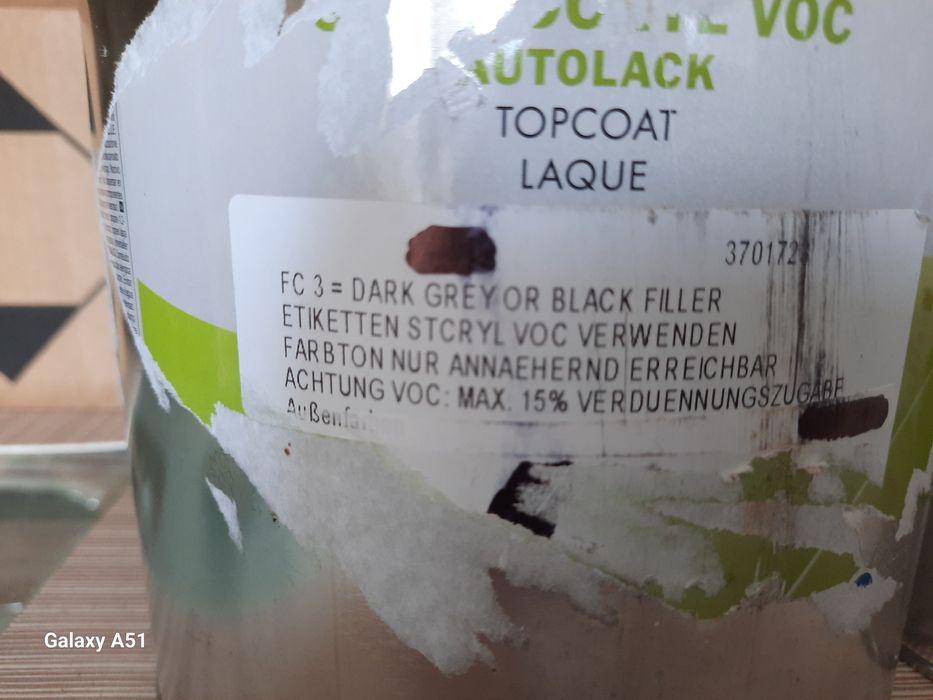 VOC
AUTOLACK
TOPCOAT
LAQUE
370172
FC 3 = DARK GREY OR BLACK FILLER
ETIKETTEN STCRYL VOC VERWENDEN
FARBTON NUR ANNAEHERND ERREICHBAR
ACHTUNG VOC: MAX. 15% VERDUENNUNGSZUGABE
Galaxy A51